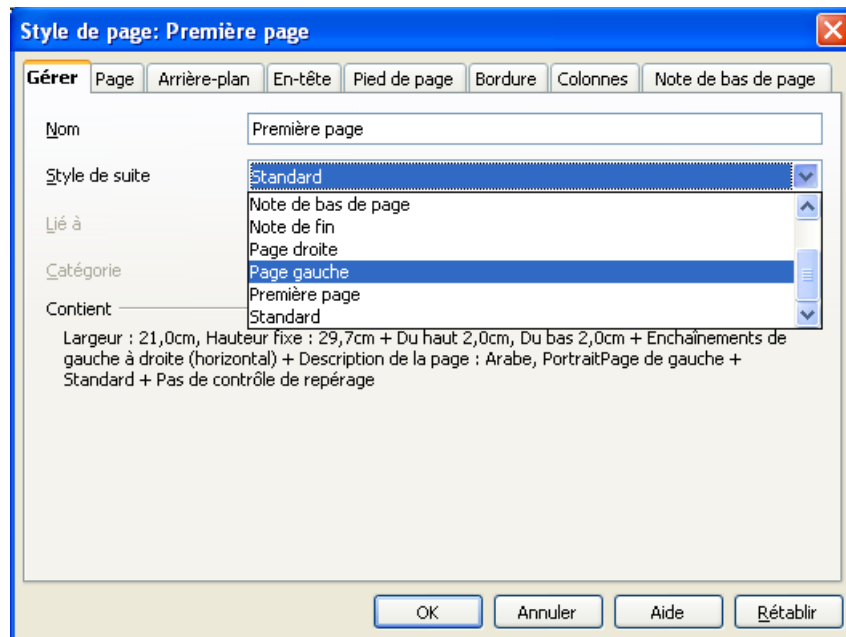 Style de page: Première page
Gérer Page Arrière-plan En-tête Pied de page Bordure Colonnes Note de bas de page
Nom Première page
Style de suite Standard
Note de bas de page
Lié à Note de fin
Page droite
Catégorie Page gauche
Première page
Contient Standard
Largeur : 21,0cm, Hauteur fixe : 29,7cm + Du haut 2,0cm, Du bas 2,0cm + Enchaînements de
gauche à droite (horizontal) + Description de la page : Arabe, PortraitPage de gauche +
Standard + Pas de contrôle de repérage
OK Annuler Aide Rétablir